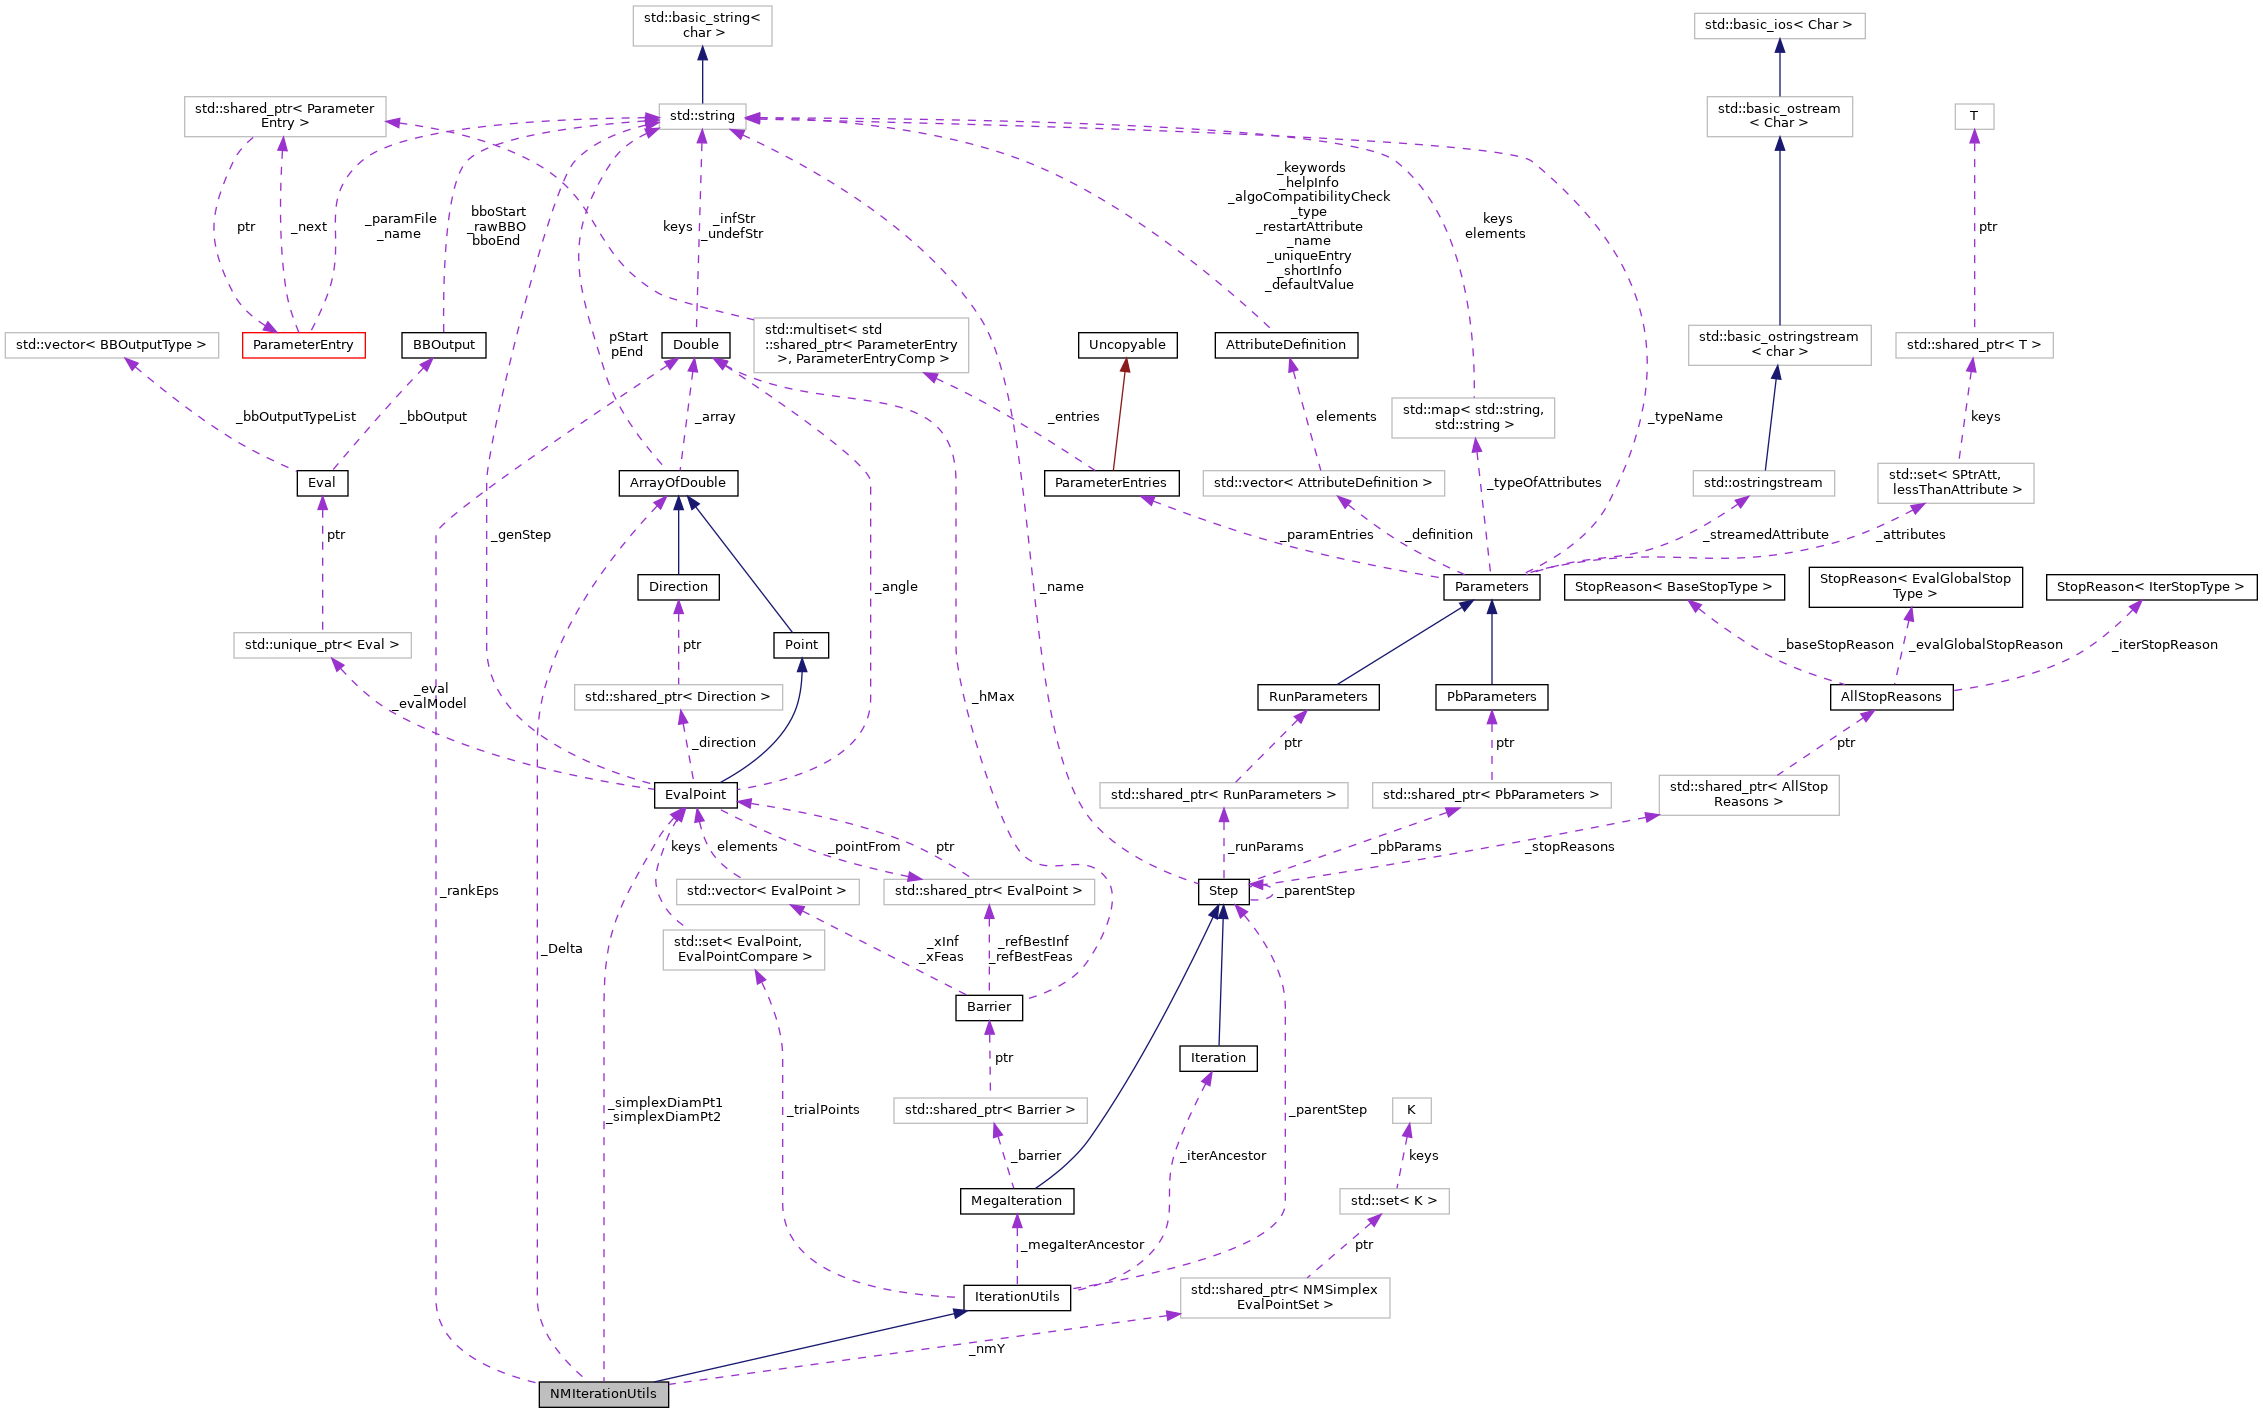 std::basic_string<
char >
std::basic_ios< Char >
std::shared_ptr< Parameter
Entry >
std::string
std::basic_ostream
< Char >
T
_keywords
_helpInfo
_algoCompatibilityCheck
_type
_restartAttribute
_name
_uniqueEntry
_shortInfo
_defaultValue
ptr
_next
_paramFile
_name
bboStart
_rawBBO
bboEnd
keys
_infStr
_undefStr
keys
elements
ptr
std::vector< BBOutputType >
ParameterEntry
BBOutput
pStart
pEnd
Double
std::multiset< std
::shared_ptr< ParameterEntry
>, ParameterEntryComp >
Uncopyable
AttributeDefinition
std::basic_ostringstream
< char >
std::shared_ptr< T >
_bbOutputTypeList
_bbOutput
_array
_entries
elements
std::map< std::string,
std::string >
_typeName
keys
Eval
ArrayOfDouble
ParameterEntries
std::vector< AttributeDefinition >
_typeOfAttributes
std::ostringstream
std::set< SPtrAtt,
lessThanAttribute >
ptr
_genStep
_paramEntries
_definition
_streamedAttribute
_attributes
Direction
_angle
_name
Parameters
StopReason< BaseStopType >
StopReason< EvalGlobalStop
Type >
StopReason< IterStopType >
std::unique_ptr< Eval >
ptr
Point
_baseStopReason
_evalGlobalStopReason
_iterStopReason
_eval
_evalModel
std::shared_ptr< Direction >
_hMax
RunParameters
PbParameters
AllStopReasons
_direction
ptr
ptr
ptr
EvalPoint
std::shared_ptr< RunParameters >
std::shared_ptr< PbParameters >
std::shared_ptr< AllStop
Reasons >
keys
elements
_pointFrom
ptr
_runParams
_pbParams
_stopReasons
_rankEps
std::vector< EvalPoint >
std::shared_ptr< EvalPoint >
Step
_parentStep
_Delta
std::set< EvalPoint,
EvalPointCompare >
_xInf
_xFeas
_refBestInf
_refBestFeas
Barrier
ptr
Iteration
_simplexDiamPt1
_simplexDiamPt2
_trialPoints
std::shared_ptr< Barrier >
_parentStep
K
_barrier
_iterAncestor
keys
MegaIteration
std::set< K >
_megaIterAncestor
ptr
IterationUtils
std::shared_ptr< NMSimplex
EvalPointSet >
_nmY
NMIterationUtils